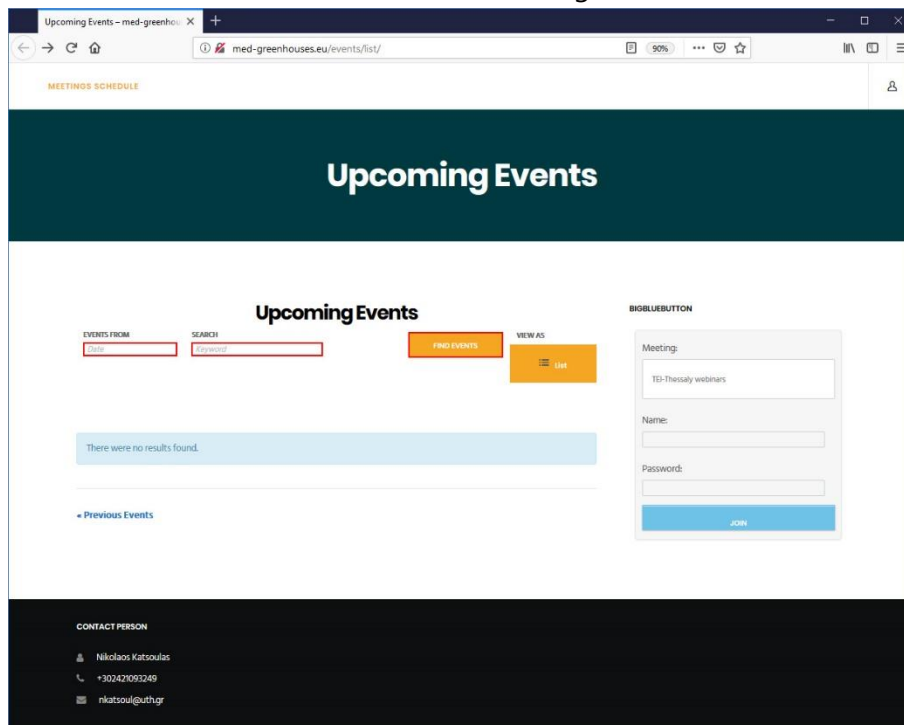 Upcoming Events – med-greenhou
med-greenhouses.eu/events/list/
90%
MEETINGS SCHEDULE
Upcoming Events
Upcoming Events
EVENTS FROM
SEARCH
VIEW AS
Date
Keyword
FIND EVENTS
List
There were no results found.
« Previous Events
BIGBLUEBUTTON
Meeting:
TEI-Thessaly webinars
Name:
Password:
JOIN
CONTACT PERSON
Nikolaos Katsoulas
+302421093249
nkatsoul@uth.gr